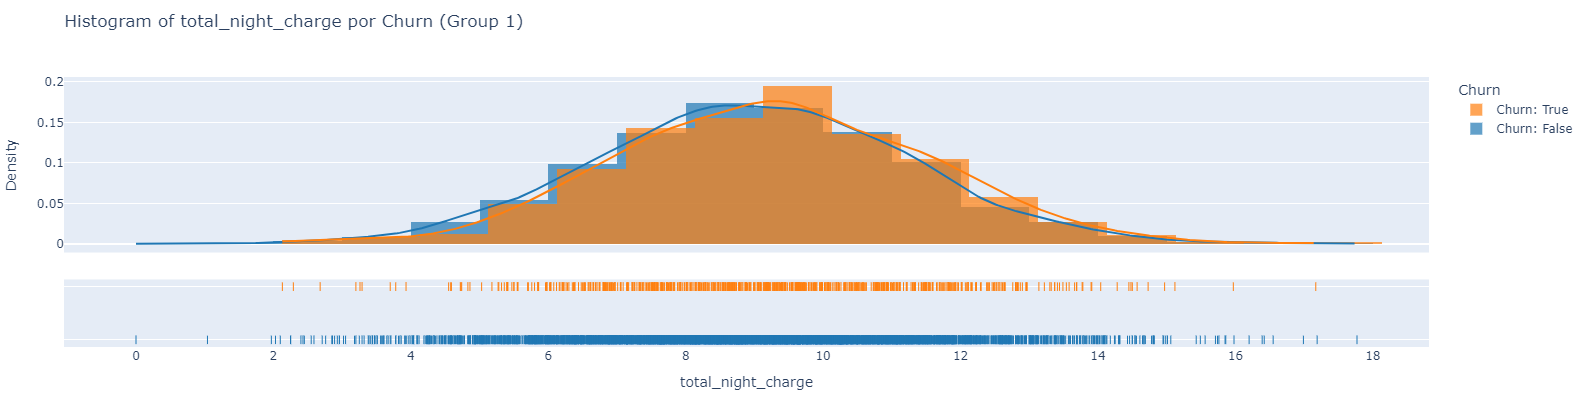 Histogram of total_night_charge por Churn (Group 1)
Churn
Churn: True
Churn: False
Density
0.2
0.15
0.1
0.05
0
0 2 4 6 8 10 12 14 16 18
total_night_charge